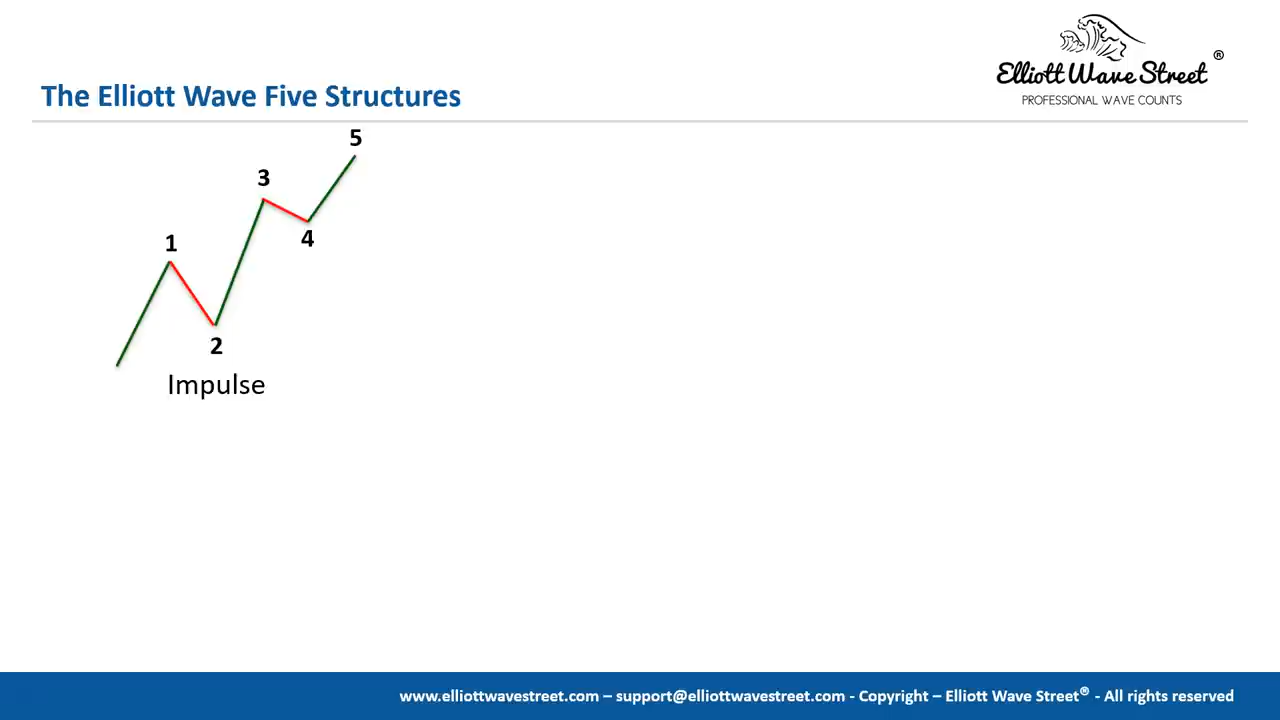 Elliott Wave Street ®
PROFESSIONAL WAVE COUNTS
The Elliott Wave Five Structures
5
3
1
4
2
Impulse
www.elliottwavestreet.com – support@elliottwavestreet.com - Copyright – Elliott Wave Street® - All rights reserved